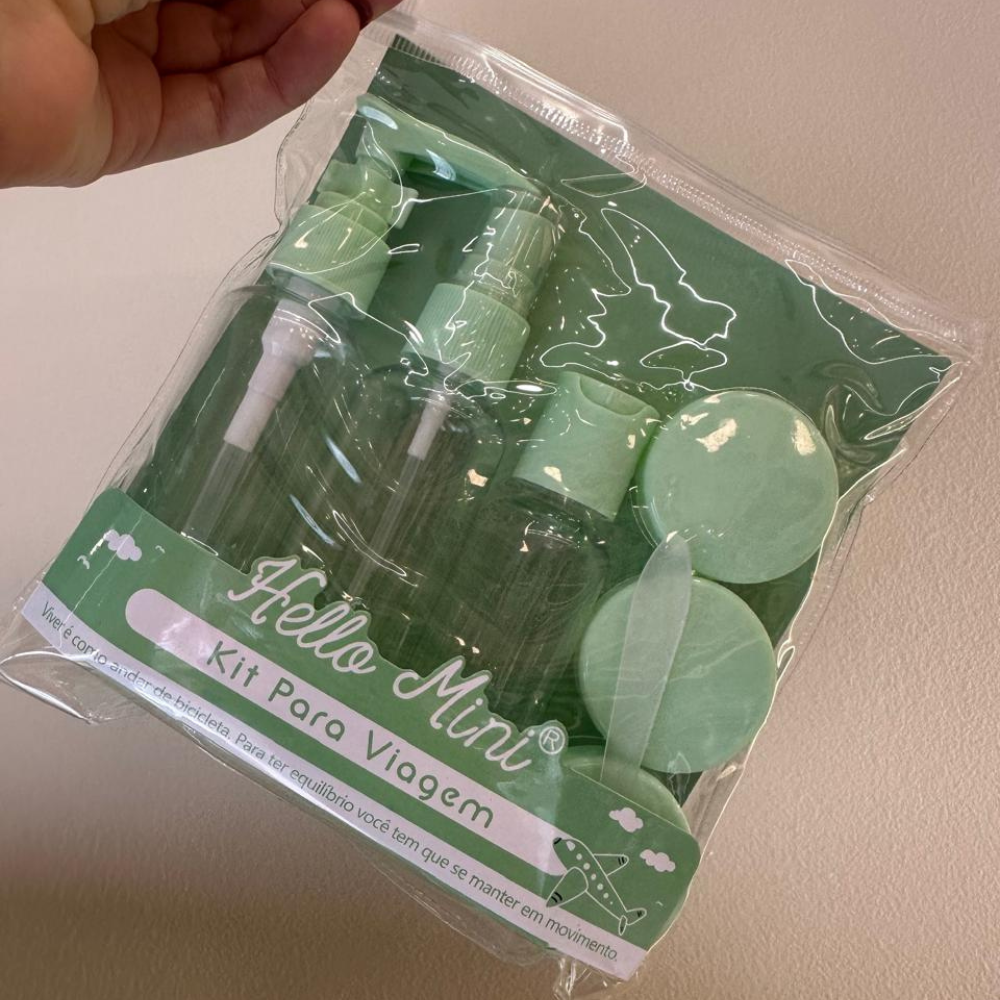 Hello Mini®
Kit Para Viagem
Viver é como andar de bicicleta. Para ter equilíbrio você tem que se manter em movimento.